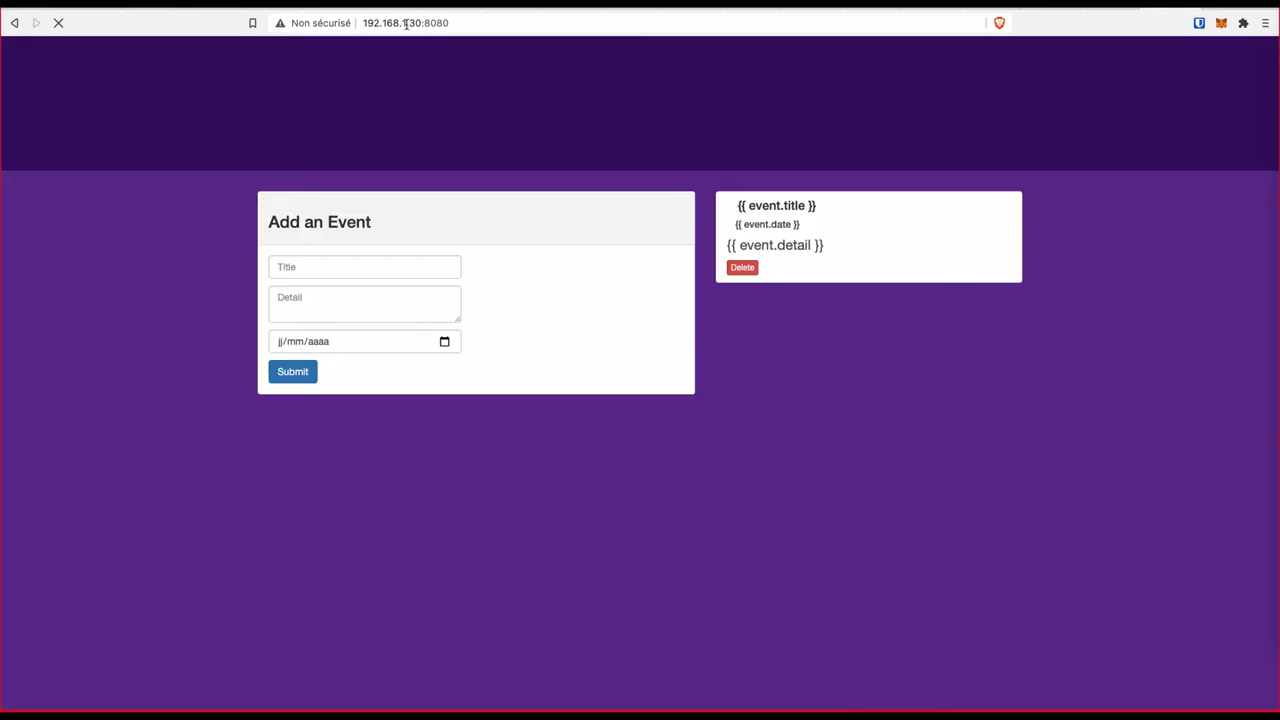 Non sécurisé 192.168.1.30:8080
Add an Event
Title
Detail
jj/mm/aaaa
Submit
{{ event.title }}
{{ event.date }}
{{ event.detail }}
Delete